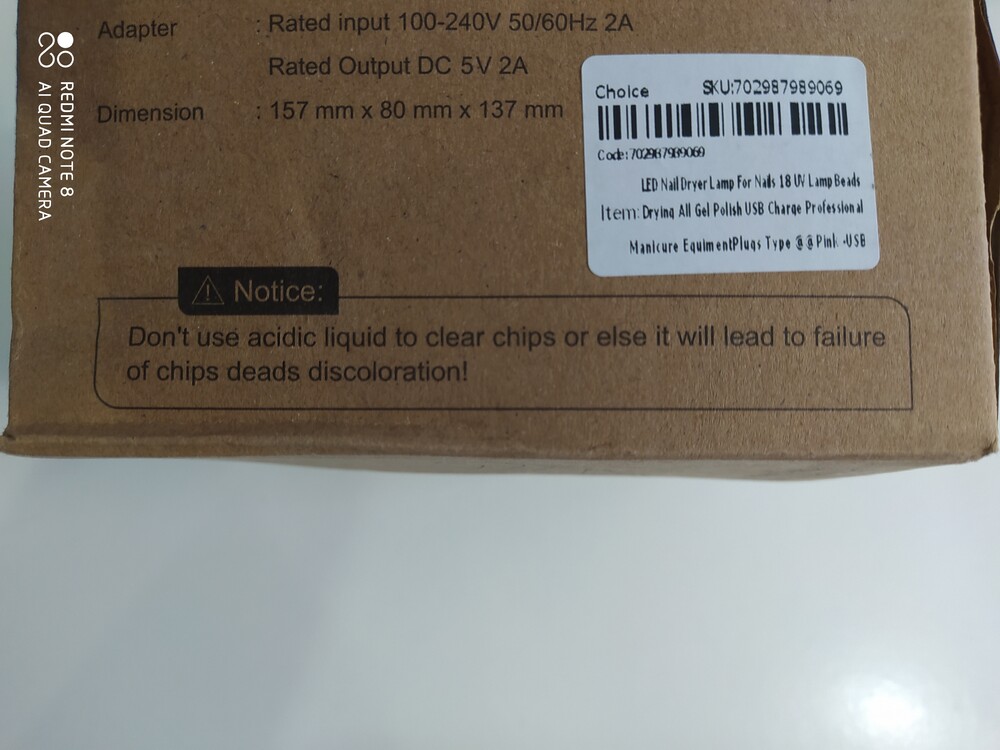 Adapter : Rated input 100-240V 50/60Hz 2A
Rated Output DC 5V 2A
Dimension : 157 mm x 80 mm x 137 mm
Choice SKU:702987989069
Code:702987989069
LED Nail Dryer Lamp For Nails 18 UV Lamp Beads
Item: Drying All Gel Polish USB Charge Professional
Manicure EquimentPlugs Type @@Pink -USB
Notice:
Don't use acidic liquid to clear chips or else it will lead to failure
of chips deads discoloration!
REDMI NOTE 8
AI QUAD CAMERA